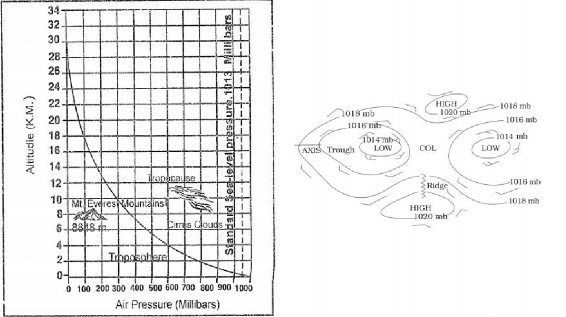 34
32
30
28
26
24
22
20
18
16
14
12
10
8
6
4
2
0
Altitudie (K.M.)
Standard Sea-level pressure,1013 Millibars
Tropopause
Mt. Everest Mountains
8848 m.
Cirrus Clouds
Troposphere
0 100 200 300 400 500 600 700 800 900 1000
Air Pressure (Millibars)
HIGH
1020 mb
1018 mb
1018 mb
1016 mb
1016 mb
1014 mb
LOW
1014 mb
LOW
AXIS
Trough
COL
Ridge
1016 mb
1018 mb
HIGH
1020 mb